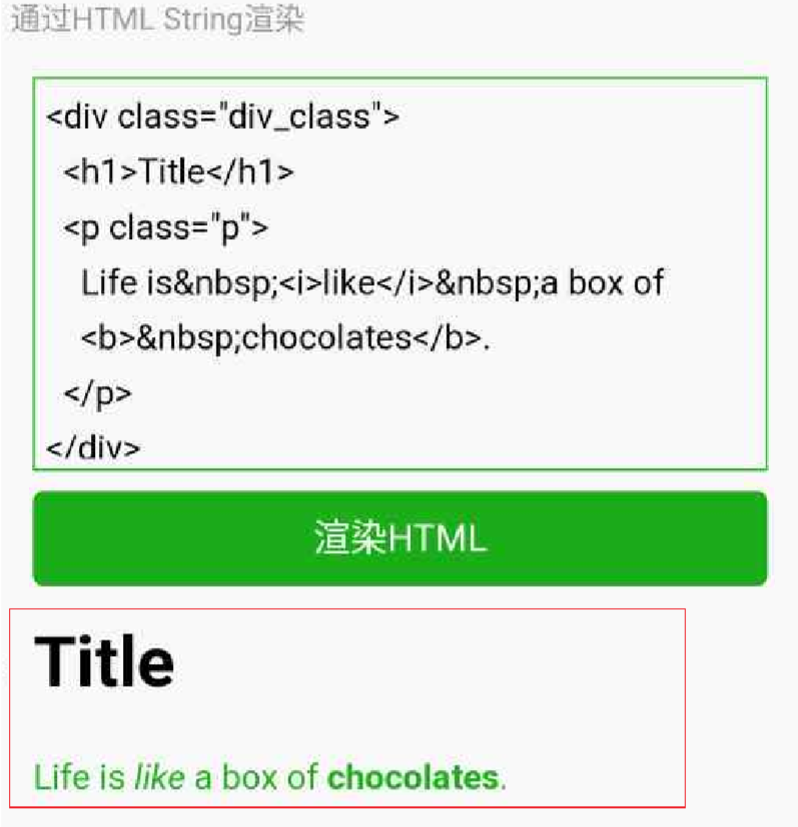 通过HTML String渲染
<div class="div_class">
<h1>Title</h1>
<p class="p">
Life is&nbsp;<i>like</i>&nbsp;a box of
<b>&nbsp;chocolates</b>.
</p>
</div>
渲染HTML
Title
Life is like a box of chocolates.